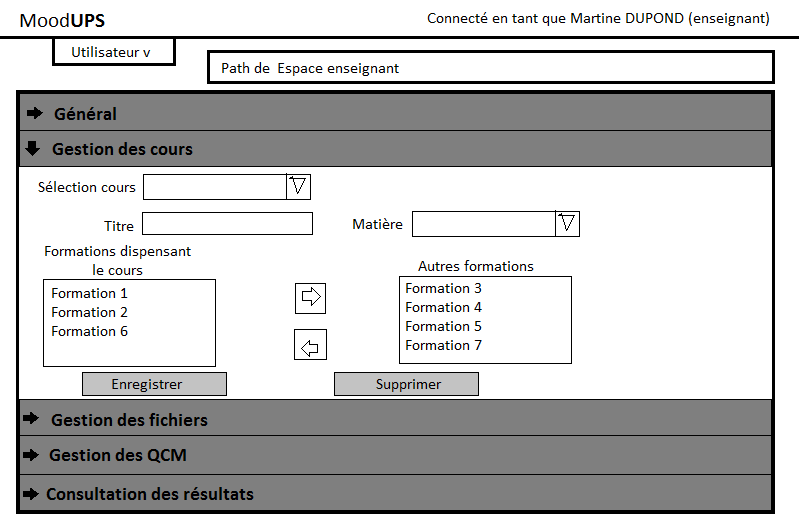 MoodUPS
Connecté en tant que Martine DUPOND (enseignant)
Utilisateur v
Path de Espace enseignant
Général
Gestion des cours
Sélection cours
Titre
Matière
Formations dispensant
le cours
Formation 1
Formation 2
Formation 6
Autres formations
Formation 3
Formation 4
Formation 5
Formation 7
Enregistrer
Supprimer
Gestion des fichiers
Gestion des QCM
Consultation des résultats